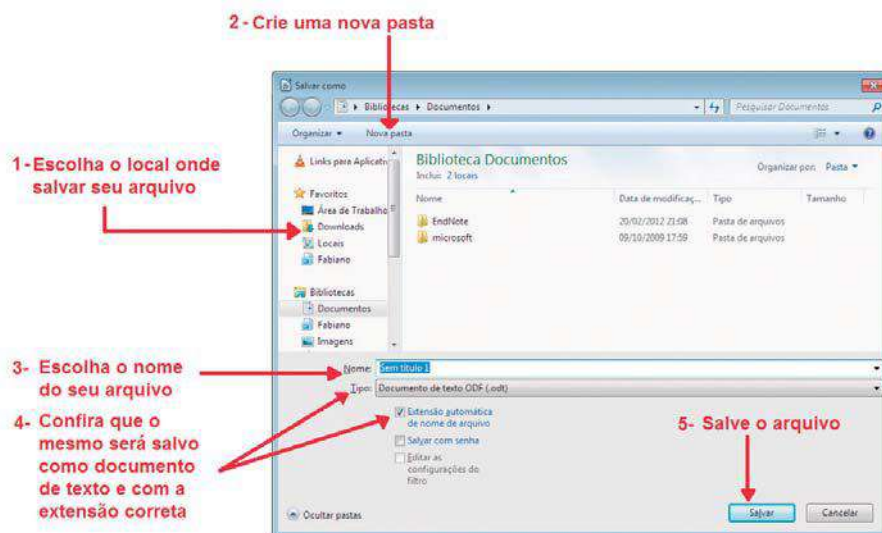 2 - Crie uma nova pasta
Salvar como
Bibliotecas ▸ Documentos ▸
Pesquisar Documentos
Organizar
Nova pasta
1 - Escolha o local onde
salvar seu arquivo
Links para Aplicativ
Favoritos
Área de Trabalho
Downloads
Locais
Fabiano
Bibliotecas
Documentos
Fabiano
Imagens
Biblioteca Documentos
Inclui: 2 locais
Organizar por: Pasta
Nome Data de modificaç... Tipo Tamanho
EndNote 20/02/2012 21:08 Pasta de arquivos
microsoft 09/10/2009 17:59 Pasta de arquivos
3- Escolha o nome
do seu arquivo
Nome: Sem título 1
Tipo: Documento de texto ODF (.odt)
4- Confira que o
mesmo será salvo
como documento
de texto e com a
extensão correta
Extensão automática
de nome de arquivo
Salvar com senha
Editar as
configurações do
filtro
5- Salve o arquivo
Ocultar pastas
Salvar
Cancelar